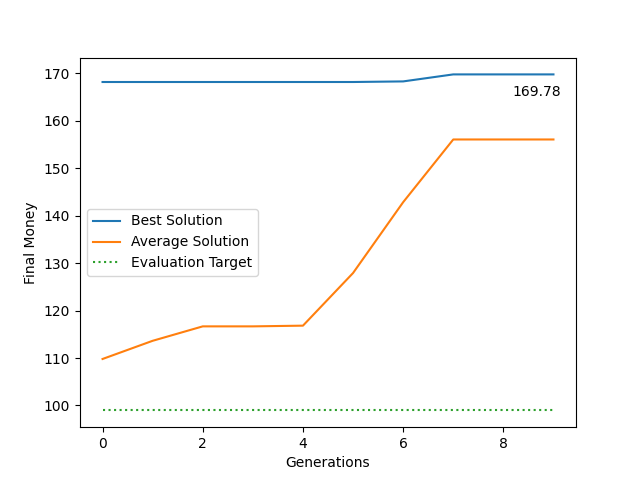 170
160
150
140
130
120
110
100
Final Money
169.78
Best Solution
Average Solution
Evaluation Target
0 2 4 6 8
Generations